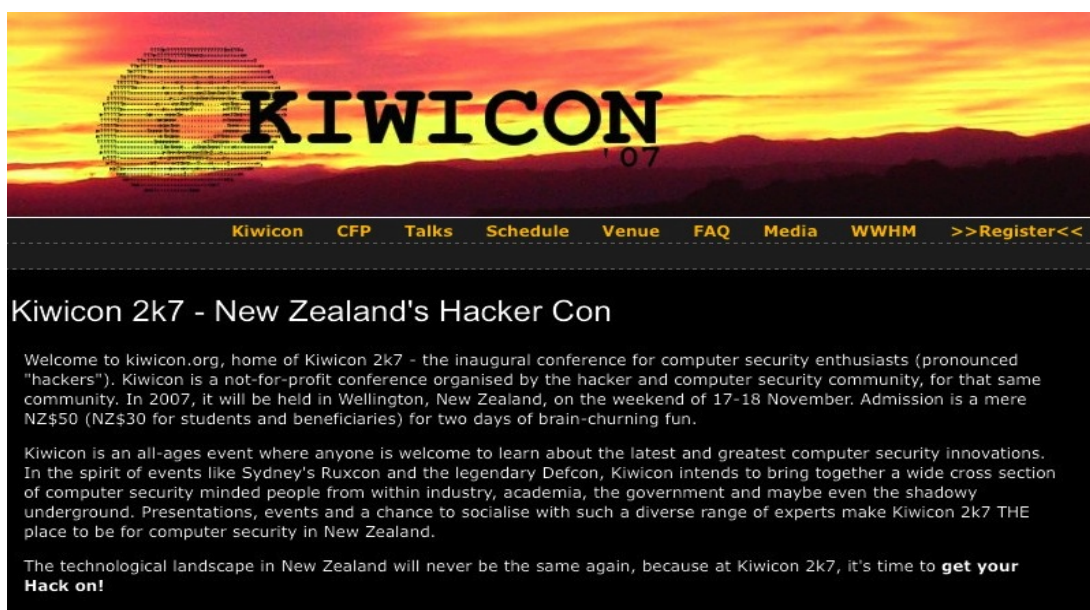 KIWICON
'07
Kiwicon CFP Talks Schedule Venue FAQ Media WWHM >>Register<<
Kiwicon 2k7 - New Zealand's Hacker Con
Welcome to kiwicon.org, home of Kiwicon 2k7 - the inaugural conference for computer security enthusiasts (pronounced
"hackers"). Kiwicon is a not-for-profit conference organised by the hacker and computer security community, for that same
community. In 2007, it will be held in Wellington, New Zealand, on the weekend of 17-18 November. Admission is a mere
NZ$50 (NZ$30 for students and beneficiaries) for two days of brain-churning fun.
Kiwicon is an all-ages event where anyone is welcome to learn about the latest and greatest computer security innovations.
In the spirit of events like Sydney's Ruxcon and the legendary Defcon, Kiwicon intends to bring together a wide cross section
of computer security minded people from within industry, academia, the government and maybe even the shadowy
underground. Presentations, events and a chance to socialise with such a diverse range of experts make Kiwicon 2k7 THE
place to be for computer security in New Zealand.
The technological landscape in New Zealand will never be the same again, because at Kiwicon 2k7, it's time to get your
Hack on!